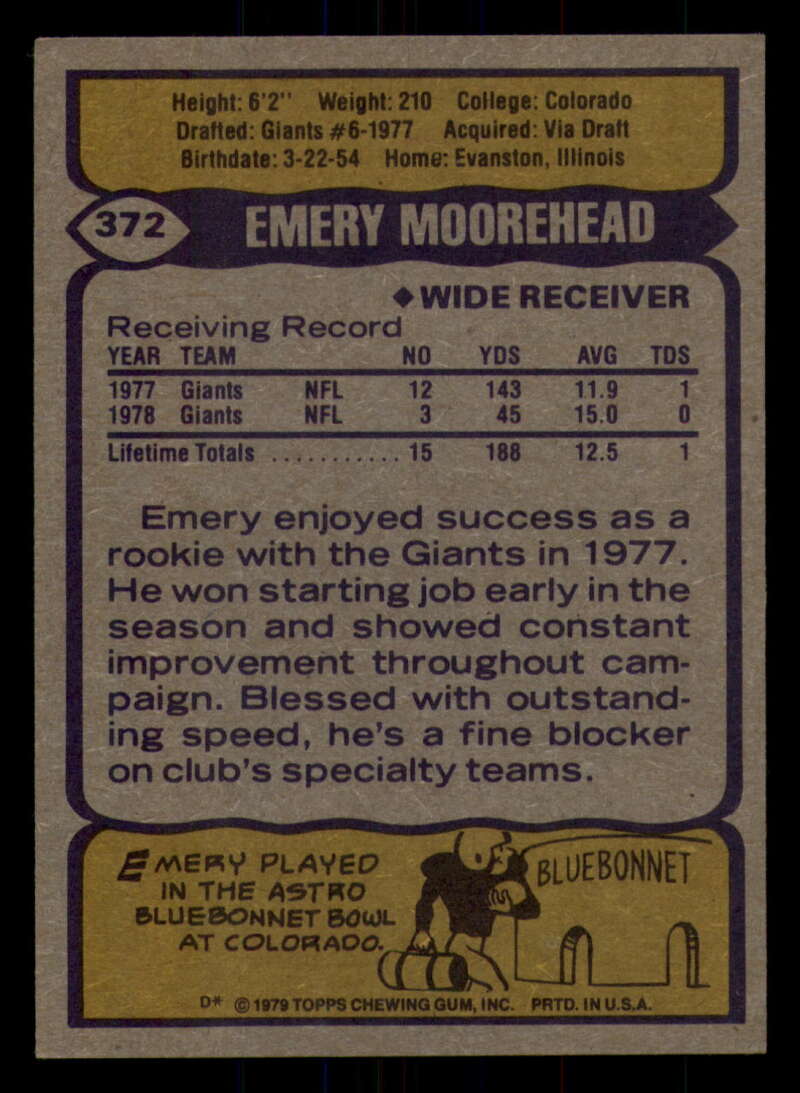 Height: 6'2" Weight: 210 College: Colorado
Drafted: Giants #6-1977 Acquired: Via Draft
Birthdate: 3-22-54 Home: Evanston, Illinois
372 EMERY MOOREHEAD
◆ WIDE RECEIVER
Receiving Record
YEAR TEAM NO YDS AVG TDS
1977 Giants NFL 12 143 11.9 1
1978 Giants NFL 3 45 15.0 0
Lifetime Totals ........... 15 188 12.5 1
Emery enjoyed success as a
rookie with the Giants in 1977.
He won starting job early in the
season and showed constant
improvement throughout cam-
paign. Blessed with outstand-
ing speed, he's a fine blocker
on club's specialty teams.
EMERY PLAYED
IN THE ASTRO
BLUEBONNET BOWL
AT COLORADO.
BLUEBONNET
D* © 1979 TOPPS CHEWING GUM, INC. PRTD. IN U.S.A.